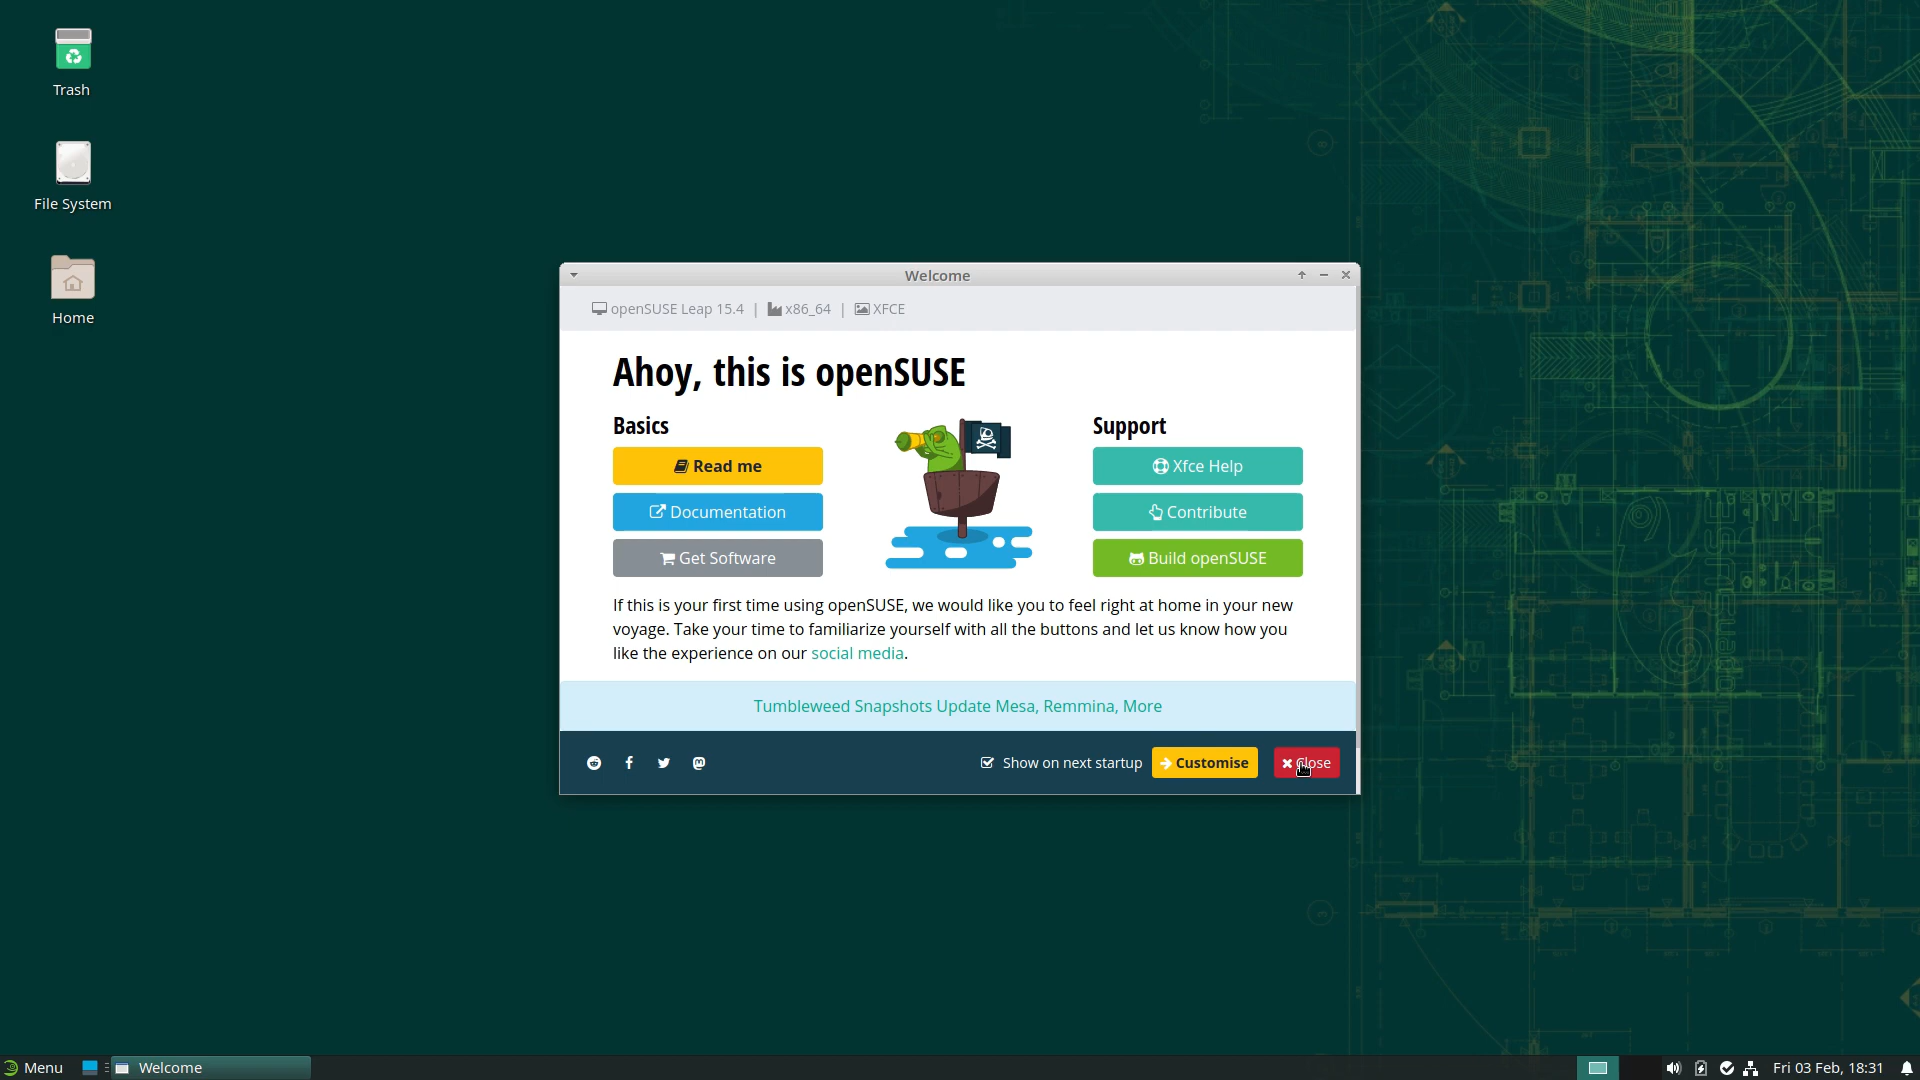 Trash
File System
Home
Welcome
openSUSE Leap 15.4 | x86_64 | XFCE
Ahoy, this is openSUSE
Basics
Read me
Documentation
Get Software
Support
Xfce Help
Contribute
Build openSUSE
If this is your first time using openSUSE, we would like you to feel right at home in your new
voyage. Take your time to familiarize yourself with all the buttons and let us know how you
like the experience on our social media.
Tumbleweed Snapshots Update Mesa, Remmina, More
Show on next startup
Customise
Close
openSUSE
Menu
Welcome
Fri 03 Feb, 18:31